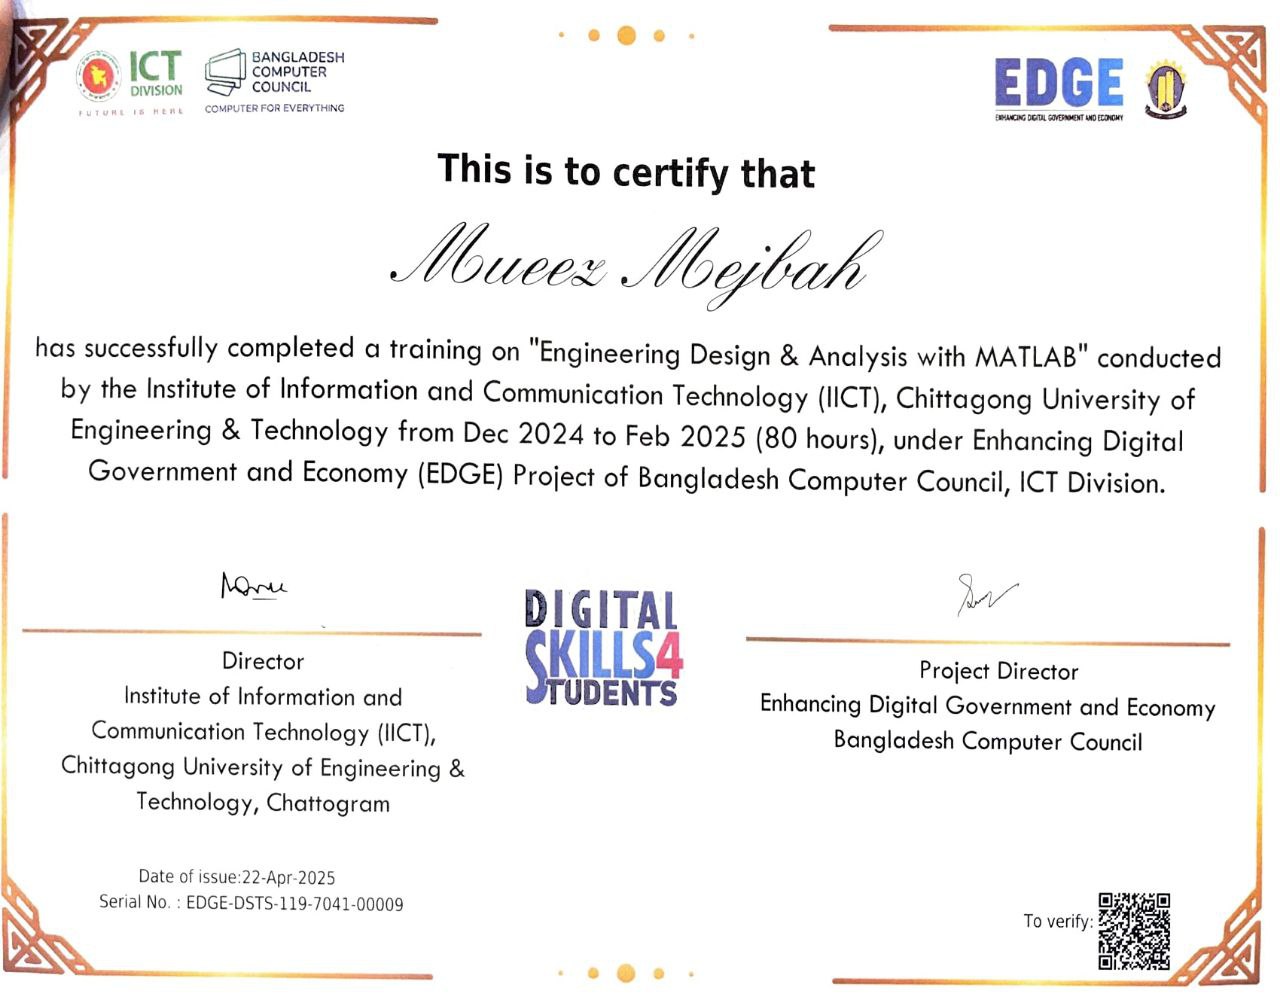 ICT
DIVISION
FUTURE IS HERE
BANGLADESH
COMPUTER
COUNCIL
COMPUTER FOR EVERYTHING
EDGE
ENHANCING DIGITAL GOVERNMENT AND ECONOMY
This is to certify that
Mueez Mejbah
has successfully completed a training on "Engineering Design & Analysis with MATLAB" conducted
by the Institute of Information and Communication Technology (IICT), Chittagong University of
Engineering & Technology from Dec 2024 to Feb 2025 (80 hours), under Enhancing Digital
Government and Economy (EDGE) Project of Bangladesh Computer Council, ICT Division.
Director
Institute of Information and
Communication Technology (IICT),
Chittagong University of Engineering &
Technology, Chattogram
DIGITAL
SKILLS4
STUDENTS
Project Director
Enhancing Digital Government and Economy
Bangladesh Computer Council
Date of issue:22-Apr-2025
Serial No. : EDGE-DSTS-119-7041-00009
To verify: